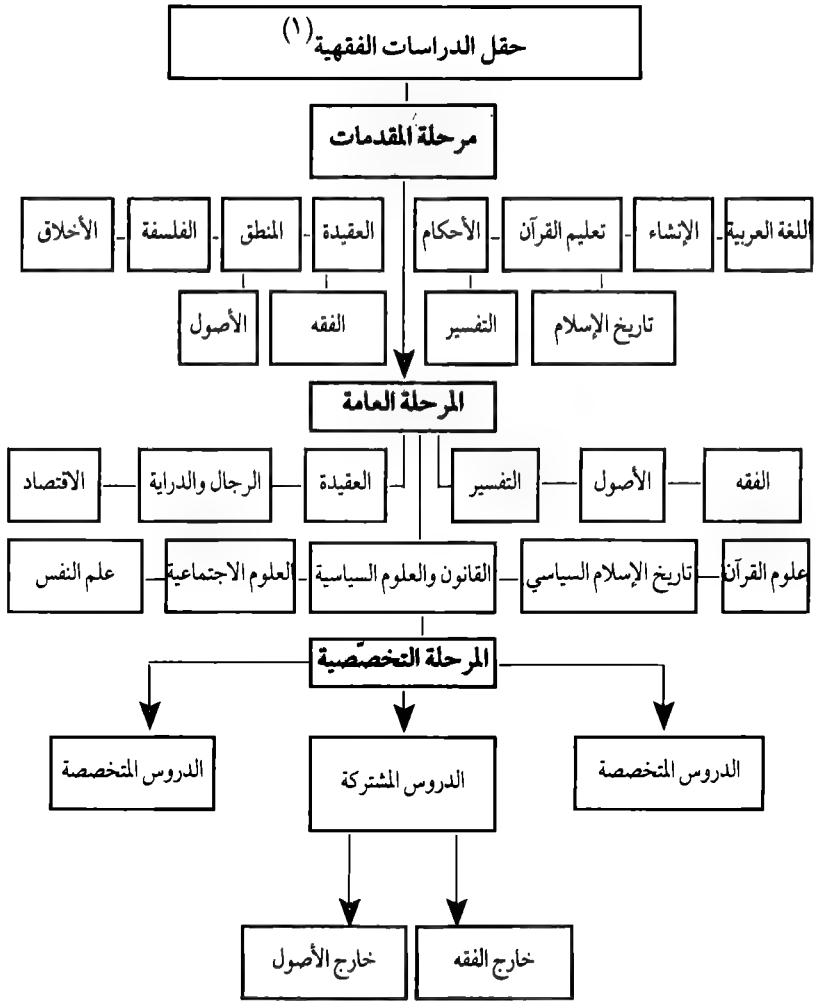 حقل الدراسات الفقهية (١)
مرحلة المقدمات
اللغة العربية
الإنشاء
تعليم القرآن
الأحكام
العقيدة
المنطق
الفلسفة
الأخلاق
تاريخ الإسلام
التفسير
الفقه
الأصول
المرحلة العامة
الفقه
الأصول
التفسير
العقيدة
الرجال والدراية
الاقتصاد
علوم القرآن
تاريخ الإسلام السياسي
القانون والعلوم السياسية
العلوم الاجتماعية
علم النفس
المرحلة التخصّصية
الدروس المتخصصة
الدروس المشتركة
الدروس المتخصصة
خارج الفقه
خارج الأصول